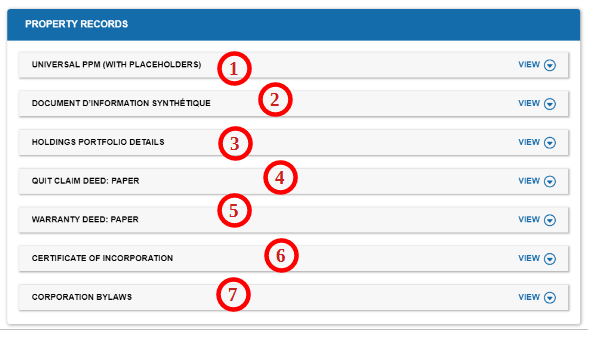 PROPERTY RECORDS
UNIVERSAL PPM (WITH PLACEHOLDERS) 1 VIEW
DOCUMENT D'INFORMATION SYNTHÉTIQUE 2 VIEW
HOLDINGS PORTFOLIO DETAILS 3 VIEW
QUIT CLAIM DEED: PAPER 4 VIEW
WARRANTY DEED: PAPER 5 VIEW
CERTIFICATE OF INCORPORATION 6 VIEW
CORPORATION BYLAWS 7 VIEW